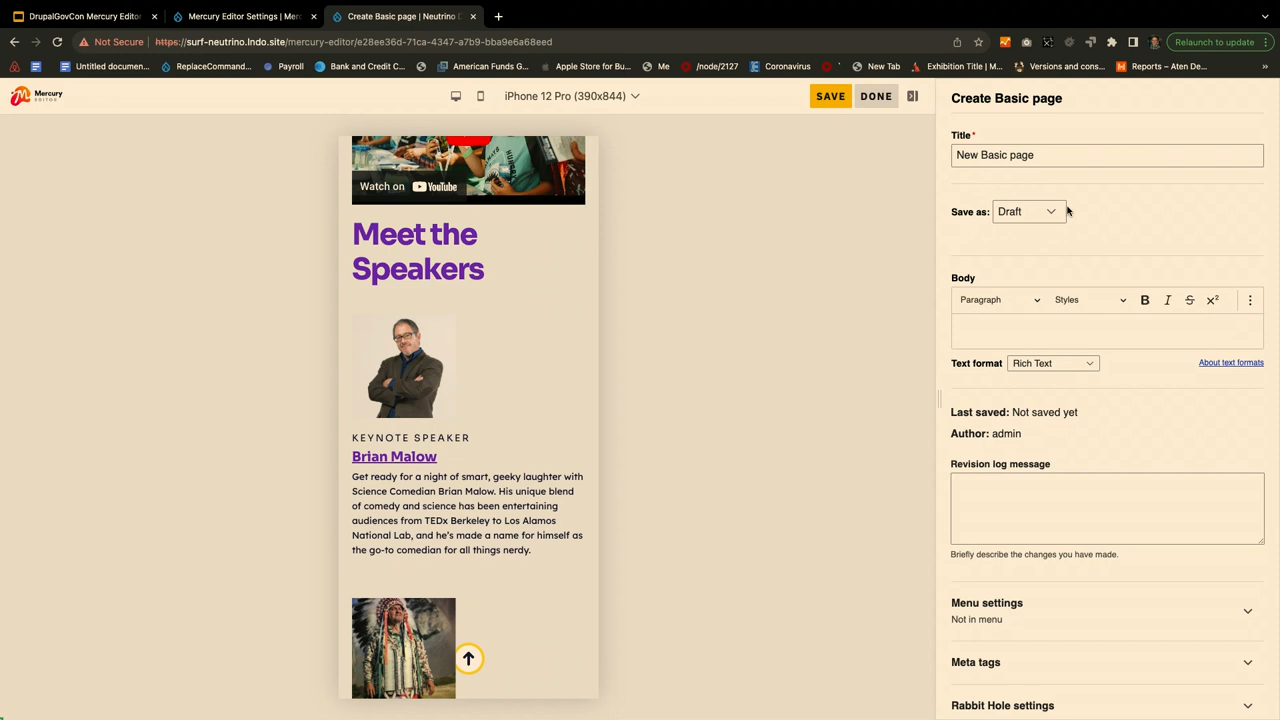 DrupalGovCon Mercury Editor
Mercury Editor Settings | Merc
Create Basic page | Neutrino D
Not Secure
https://surf-neutrino.lndo.site/mercury-editor/e28ee36d-71ca-4347-a7b9-bba9e6a68eed
Relaunch to update
Untitled documen...
ReplaceCommand...
Payroll
Bank and Credit C...
American Funds G...
Apple Store for Bu...
Me
/node/2127
Coronavirus
New Tab
Exhibition Title | M...
Versions and cons...
Reports – Aten De...
MERCURY
EDITOR
iPhone 12 Pro (390x844)
SAVE
DONE
Watch on YouTube
Meet the
Speakers
KEYNOTE SPEAKER
Brian Malow
Get ready for a night of smart, geeky laughter with
Science Comedian Brian Malow. His unique blend
of comedy and science has been entertaining
audiences from TEDx Berkeley to Los Alamos
National Lab, and he's made a name for himself as
the go-to comedian for all things nerdy.
Create Basic page
Title*
New Basic page
Save as: Draft
Body
Paragraph
Styles
B I S X²
Text format Rich Text
About text formats
Last saved: Not saved yet
Author: admin
Revision log message
Briefly describe the changes you have made.
Menu settings
Not in menu
Meta tags
Rabbit Hole settings